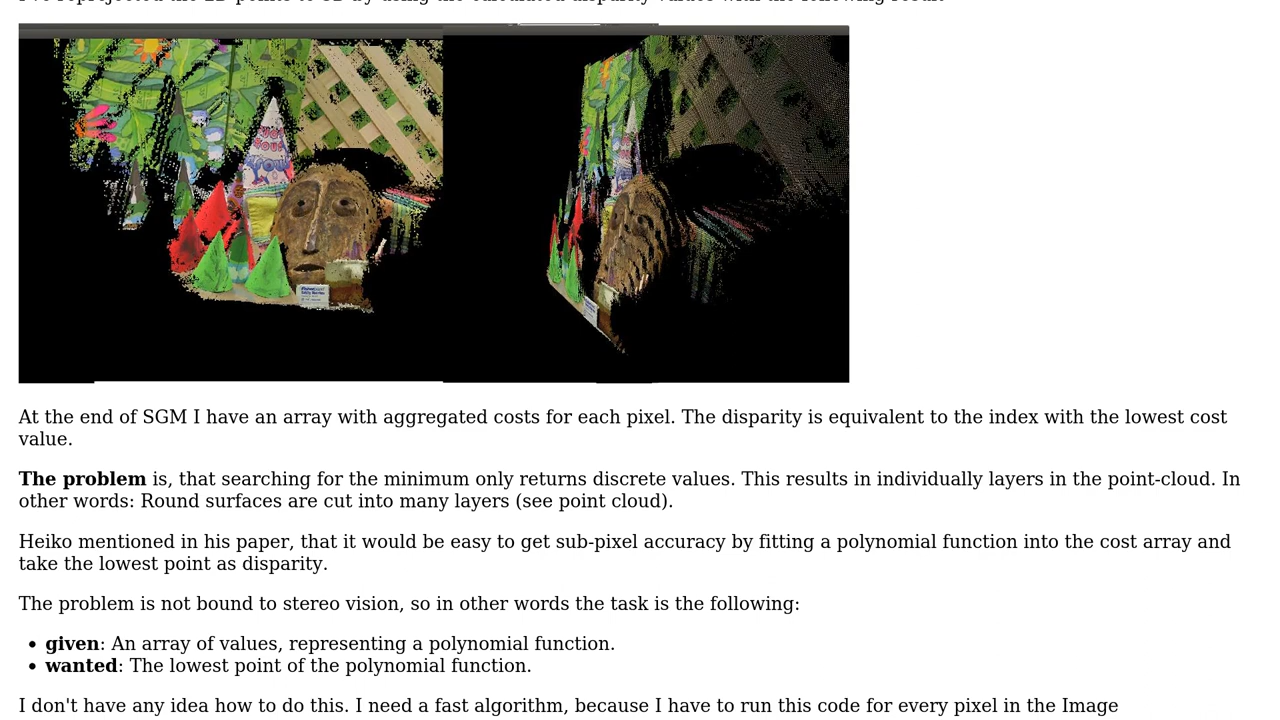 At the end of SGM I have an array with aggregated costs for each pixel. The disparity is equivalent to the index with the lowest cost
value.
The problem is, that searching for the minimum only returns discrete values. This results in individually layers in the point-cloud. In
other words: Round surfaces are cut into many layers (see point cloud).
Heiko mentioned in his paper, that it would be easy to get sub-pixel accuracy by fitting a polynomial function into the cost array and
take the lowest point as disparity.
The problem is not bound to stereo vision, so in other words the task is the following:
• given: An array of values, representing a polynomial function.
• wanted: The lowest point of the polynomial function.
I don't have any idea how to do this. I need a fast algorithm, because I have to run this code for every pixel in the Image